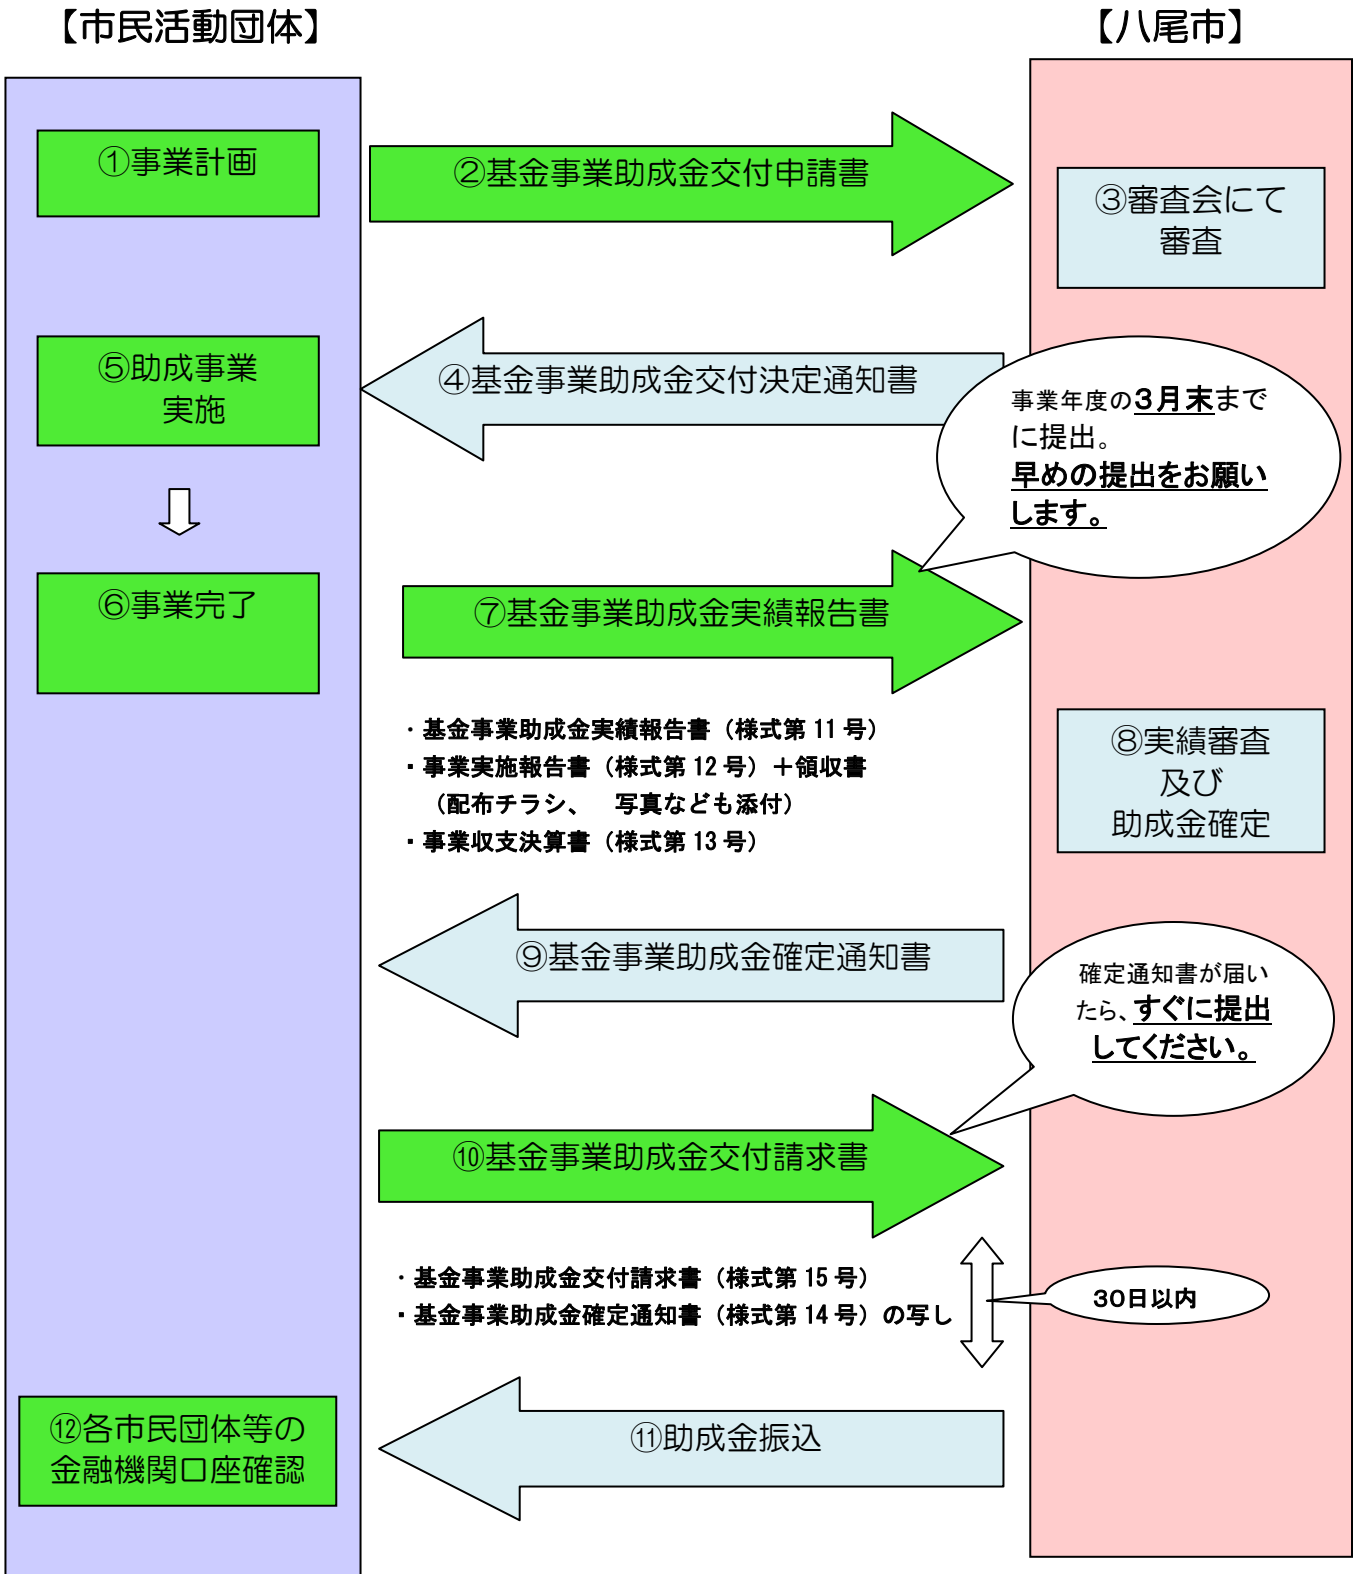 【市民活動団体】
【八尾市】
①事業計画
②基金事業助成金交付申請書
③審査会にて
審査
④基金事業助成金交付決定通知書
⑤助成事業
実施
事業年度の3月末まで
に提出。
早めの提出をお願い
します。
⑥事業完了
⑦基金事業助成金実績報告書
・基金事業助成金実績報告書（様式第11号）
・事業実施報告書（様式第12号）＋領収書
（配布チラシ、　写真なども添付）
・事業収支決算書（様式第13号）
⑧実績審査
及び
助成金確定
⑨基金事業助成金確定通知書
確定通知書が届い
たら、すぐに提出
してください。
⑩基金事業助成金交付請求書
・基金事業助成金交付請求書（様式第15号）
・基金事業助成金確定通知書（様式第14号）の写し
30日以内
⑪助成金振込
⑫各市民団体等の
金融機関口座確認